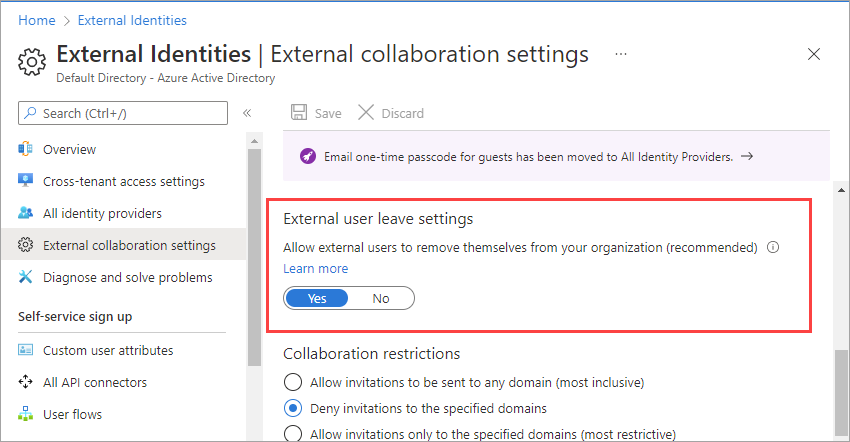 Home > External Identities
External Identities | External collaboration settings ...
Default Directory - Azure Active Directory
Search (Ctrl+/) «
Overview
Cross-tenant access settings
All identity providers
External collaboration settings
Diagnose and solve problems
Self-service sign up
Custom user attributes
All API connectors
User flows
Save Discard
Email one-time passcode for guests has been moved to All Identity Providers. →
External user leave settings
Allow external users to remove themselves from your organization (recommended)
Learn more
Yes No
Collaboration restrictions
Allow invitations to be sent to any domain (most inclusive)
Deny invitations to the specified domains
Allow invitations only to the specified domains (most restrictive)